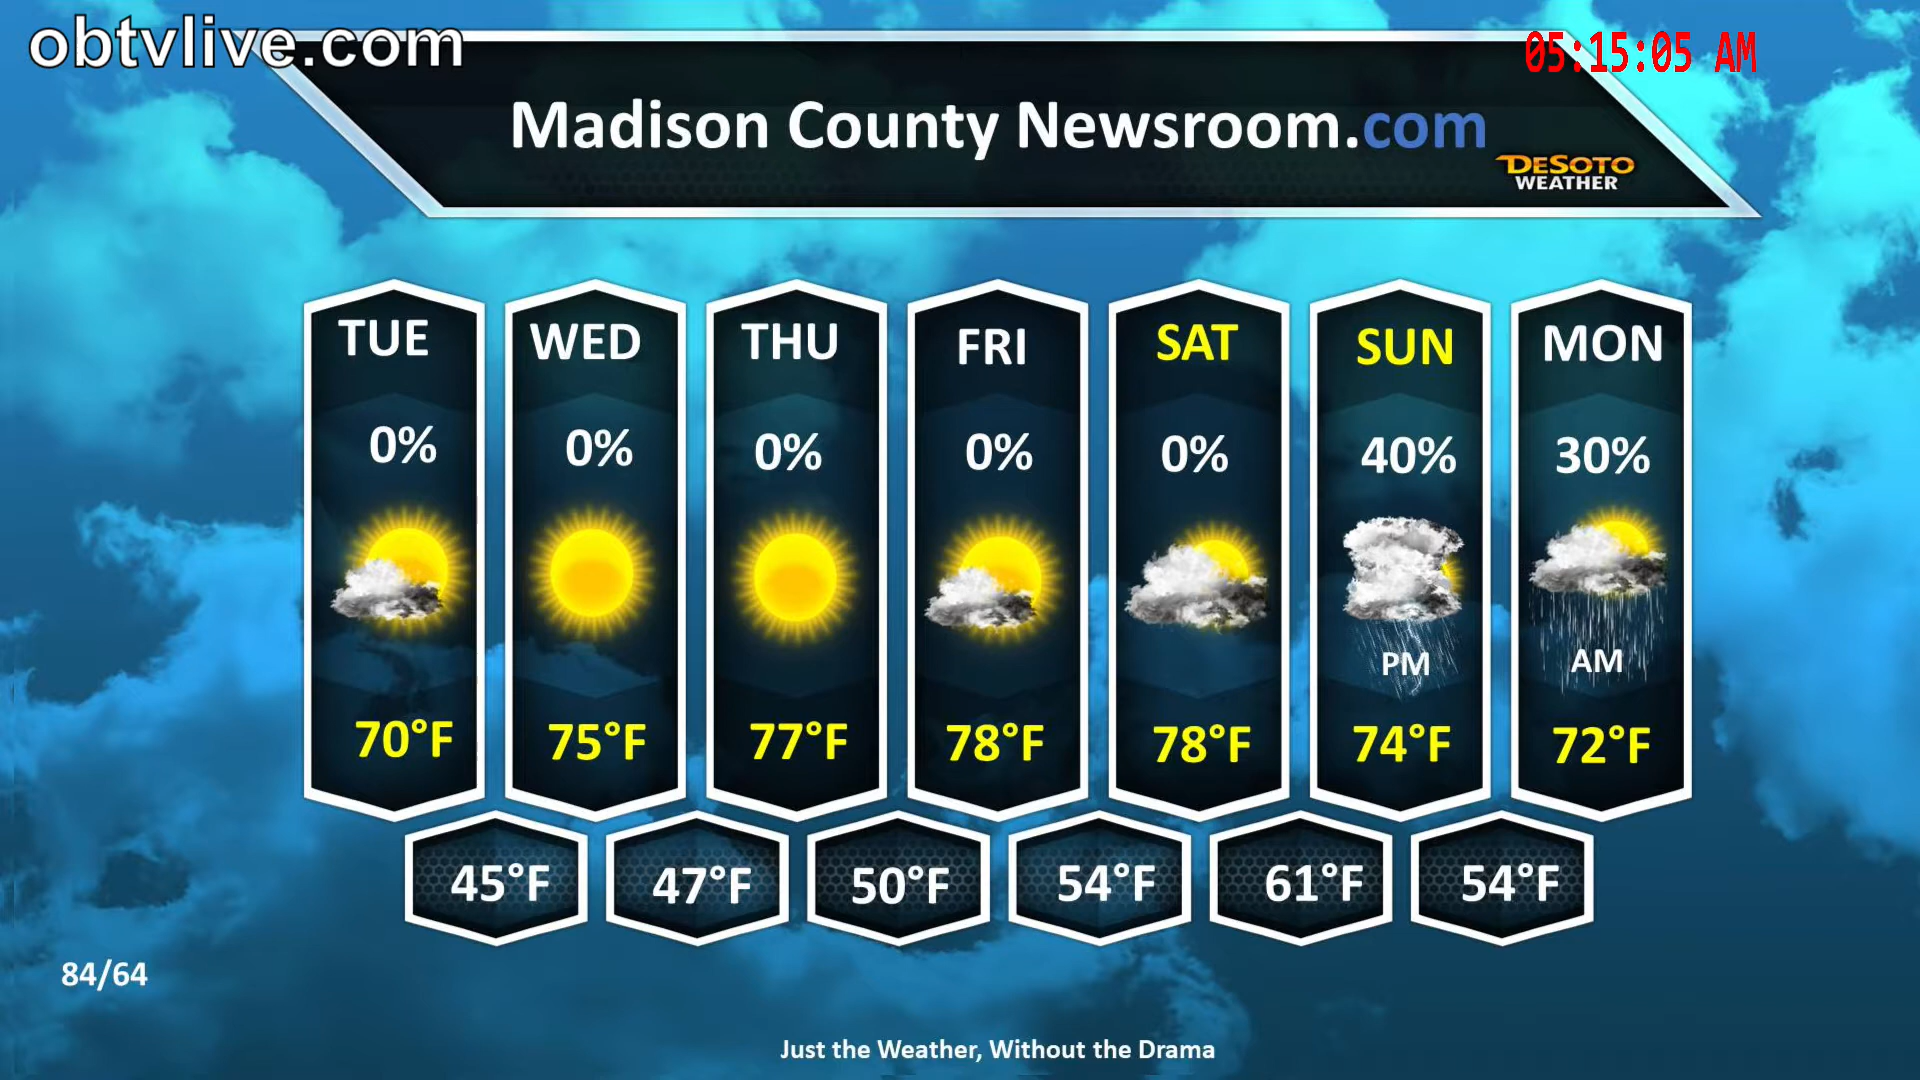 obtvlive.com
05:15:05 AM
Madison County Newsroom.com
DESOTO
WEATHER
TUE WED THU FRI SAT SUN MON
0% 0% 0% 0% 0% 40% 30%
PM AM
70°F 75°F 77°F 78°F 78°F 74°F 72°F
45°F 47°F 50°F 54°F 61°F 54°F
84/64
Just the Weather, Without the Drama